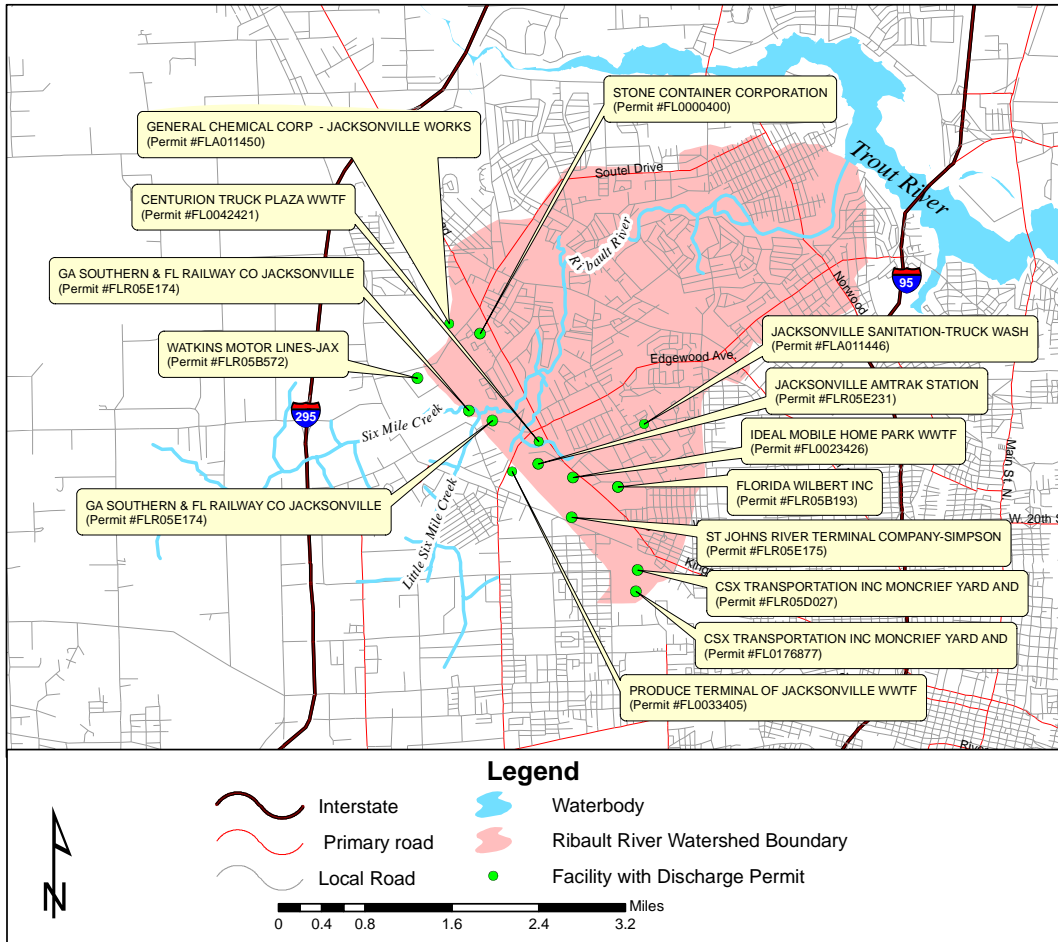 STONE CONTAINER CORPORATION
(Permit #FL0000400)
GENERAL CHEMICAL CORP - JACKSONVILLE WORKS
(Permit #FLA011450)
CENTURION TRUCK PLAZA WWTF
(Permit #FL0042421)
GA SOUTHERN & FL RAILWAY CO JACKSONVILLE
(Permit #FLR05E174)
WATKINS MOTOR LINES-JAX
(Permit #FLR05B572)
GA SOUTHERN & FL RAILWAY CO JACKSONVILLE
(Permit #FLR05E174)
Soutel Drive
Trout River
Ribault River
Norwood
95
295
Edgewood Ave.
Six Mile Creek
Little Six Mile Creek
JACKSONVILLE SANITATION-TRUCK WASH
(Permit #FLA011446)
JACKSONVILLE AMTRAK STATION
(Permit #FLR05E231)
IDEAL MOBILE HOME PARK WWTF
(Permit #FL0023426)
FLORIDA WILBERT INC
(Permit #FLR05B193)
Main St. N
W. 20th S
ST JOHNS RIVER TERMINAL COMPANY-SIMPSON
(Permit #FLR05E175)
Kings
CSX TRANSPORTATION INC MONCRIEF YARD AND
(Permit #FLR05D027)
CSX TRANSPORTATION INC MONCRIEF YARD AND
(Permit #FL0176877)
PRODUCE TERMINAL OF JACKSONVILLE WWTF
(Permit #FL0033405)
Legend
Interstate
Waterbody
Primary road
Ribault River Watershed Boundary
Local Road
Facility with Discharge Permit
N
Miles
0 0.4 0.8 1.6 2.4 3.2